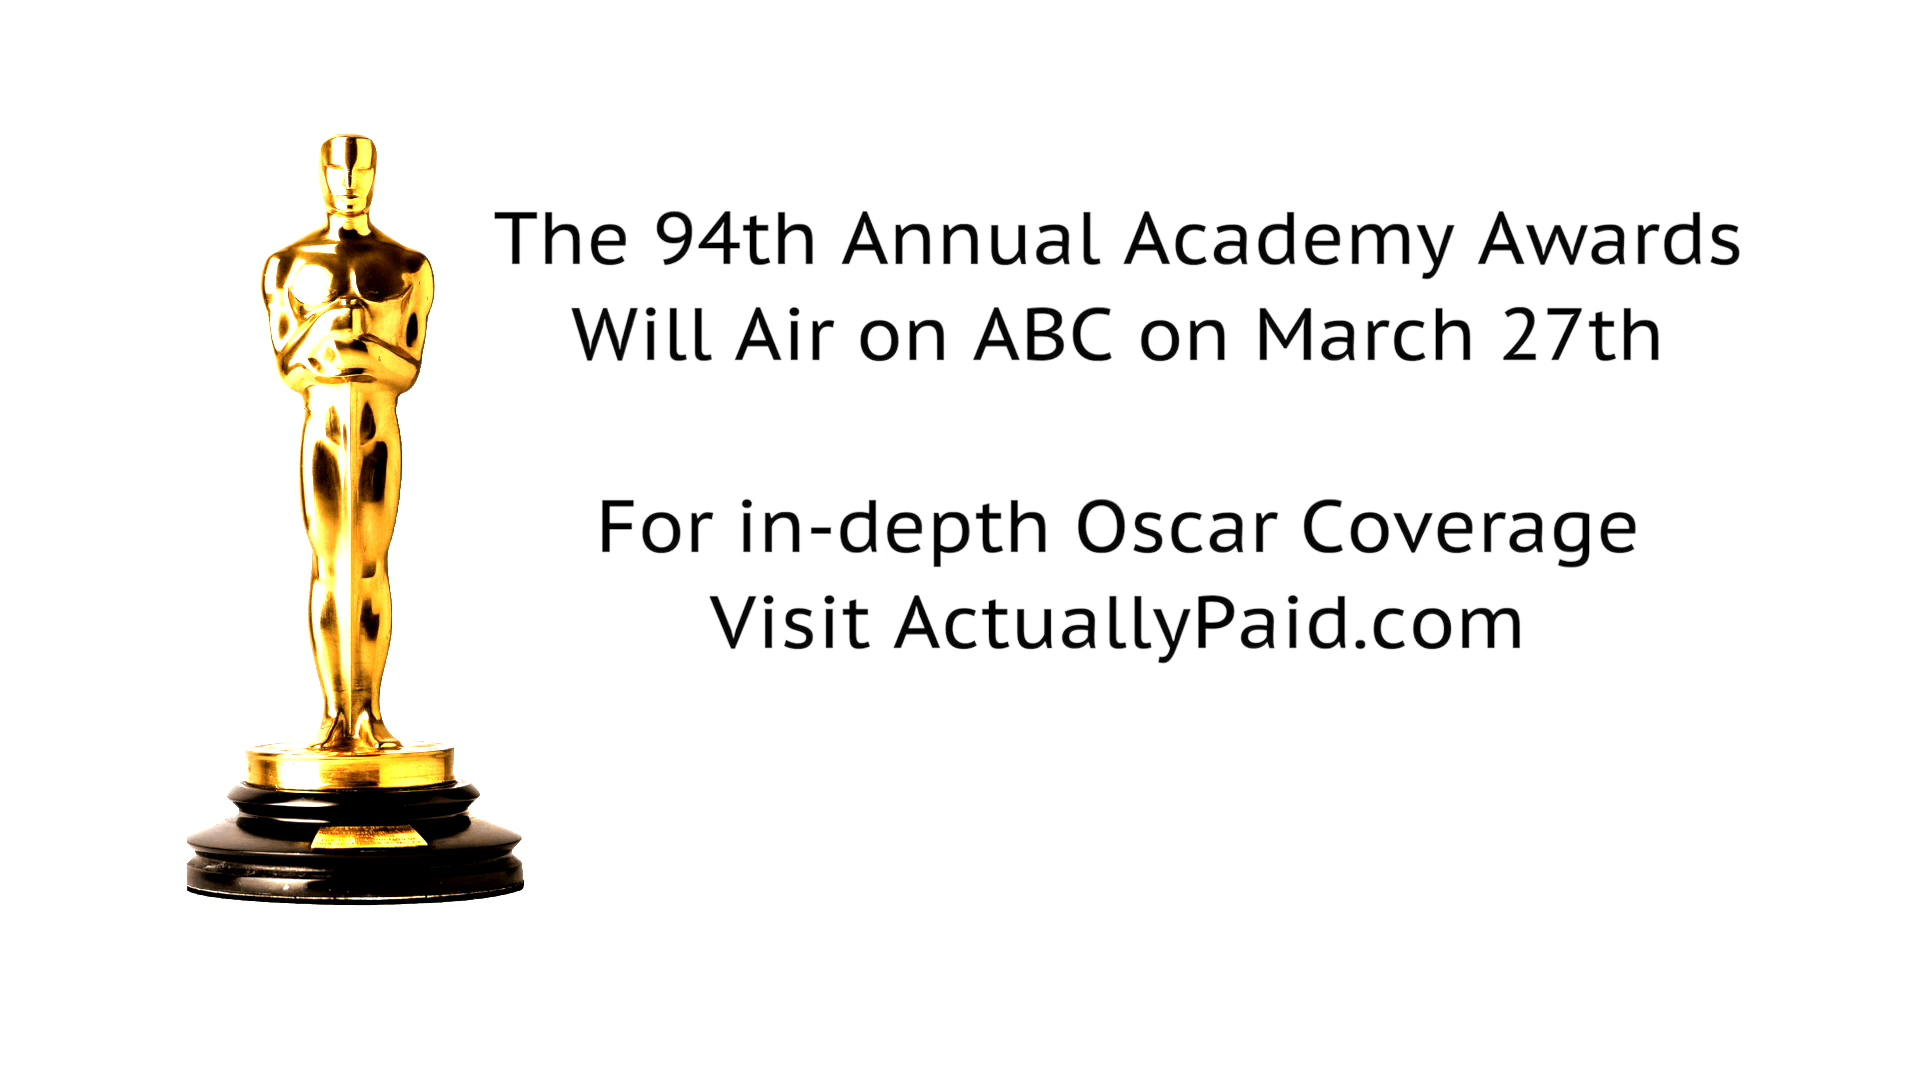 The 94th Annual Academy Awards
Will Air on ABC on March 27th
For in-depth Oscar Coverage
Visit ActuallyPaid.com